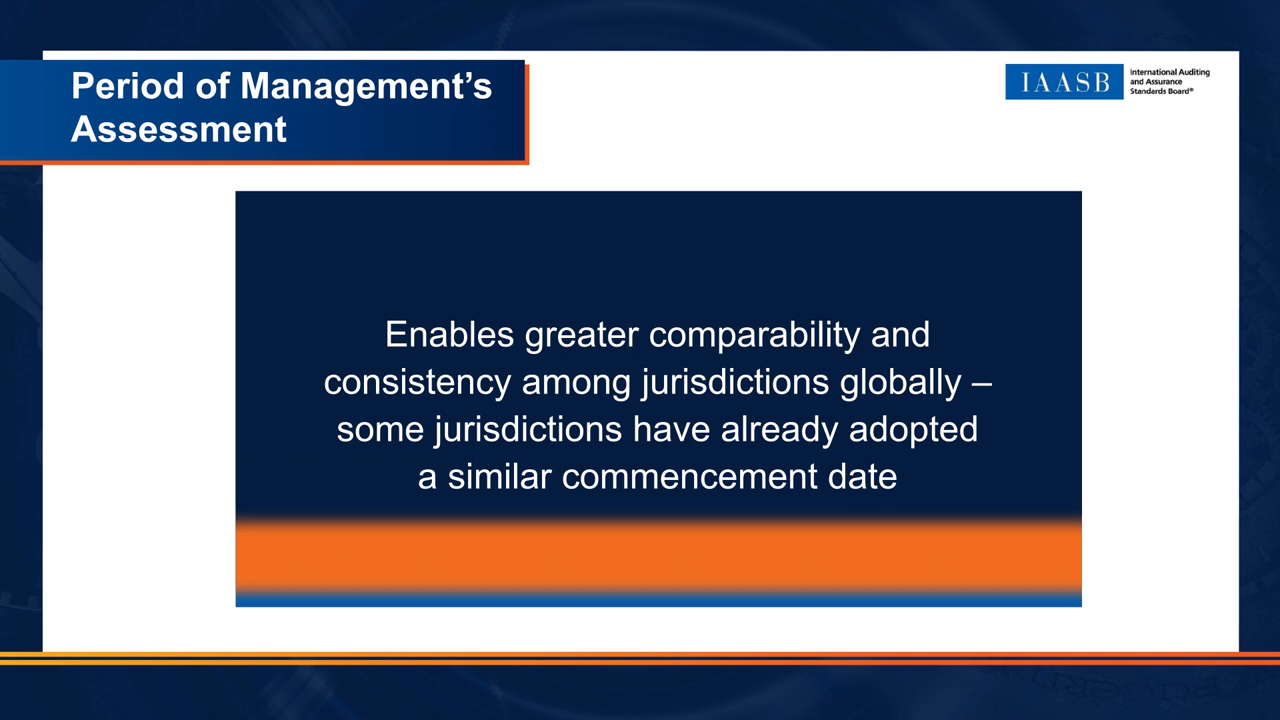 Period of Management’s
Assessment
IAASB
International Auditing
and Assurance
Standards Board®
Enables greater comparability and
consistency among jurisdictions globally –
some jurisdictions have already adopted
a similar commencement date